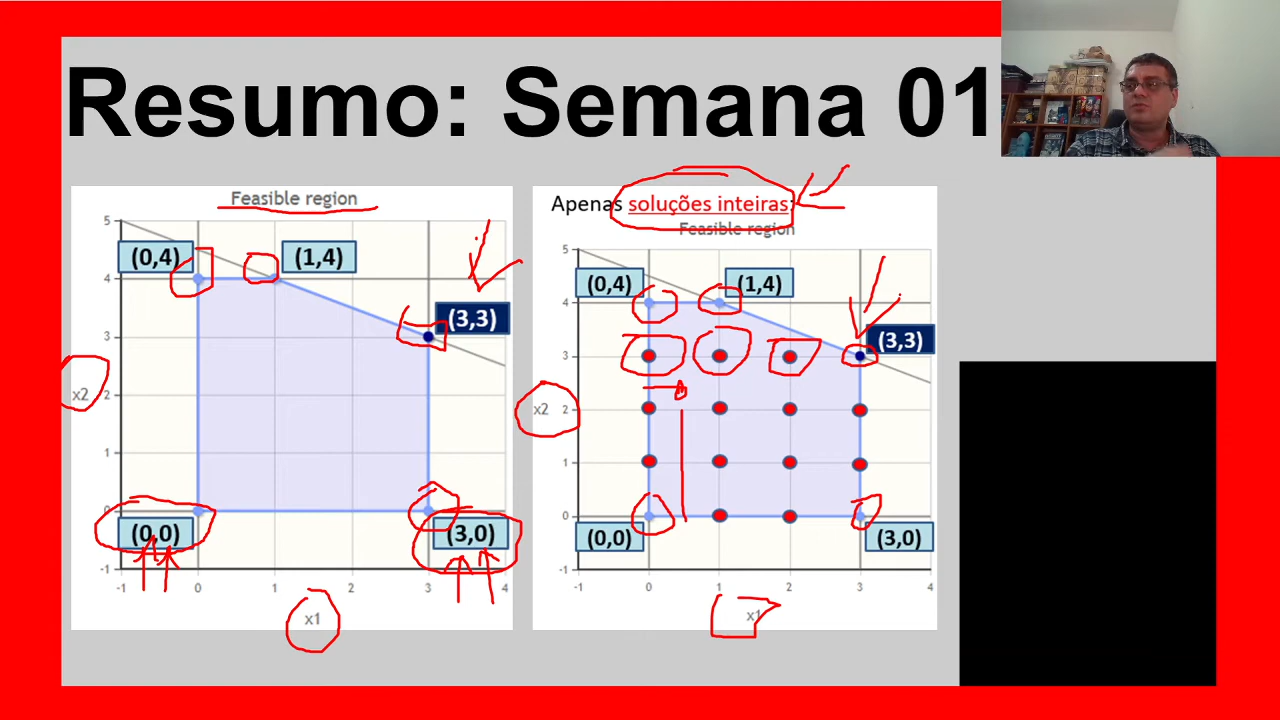 Resumo: Semana 01
Feasible region
5
(0,4)
(1,4)
4
(3,3)
3
x2
2
1
0
(0,0)
(3,0)
-1
-1 0 1 2 3 4
x1
Apenas soluções inteiras:
Feasible region
5
(0,4)
(1,4)
4
(3,3)
3
x2
2
1
0
(0,0)
(3,0)
-1
-1 0 1 2 3 4
x1